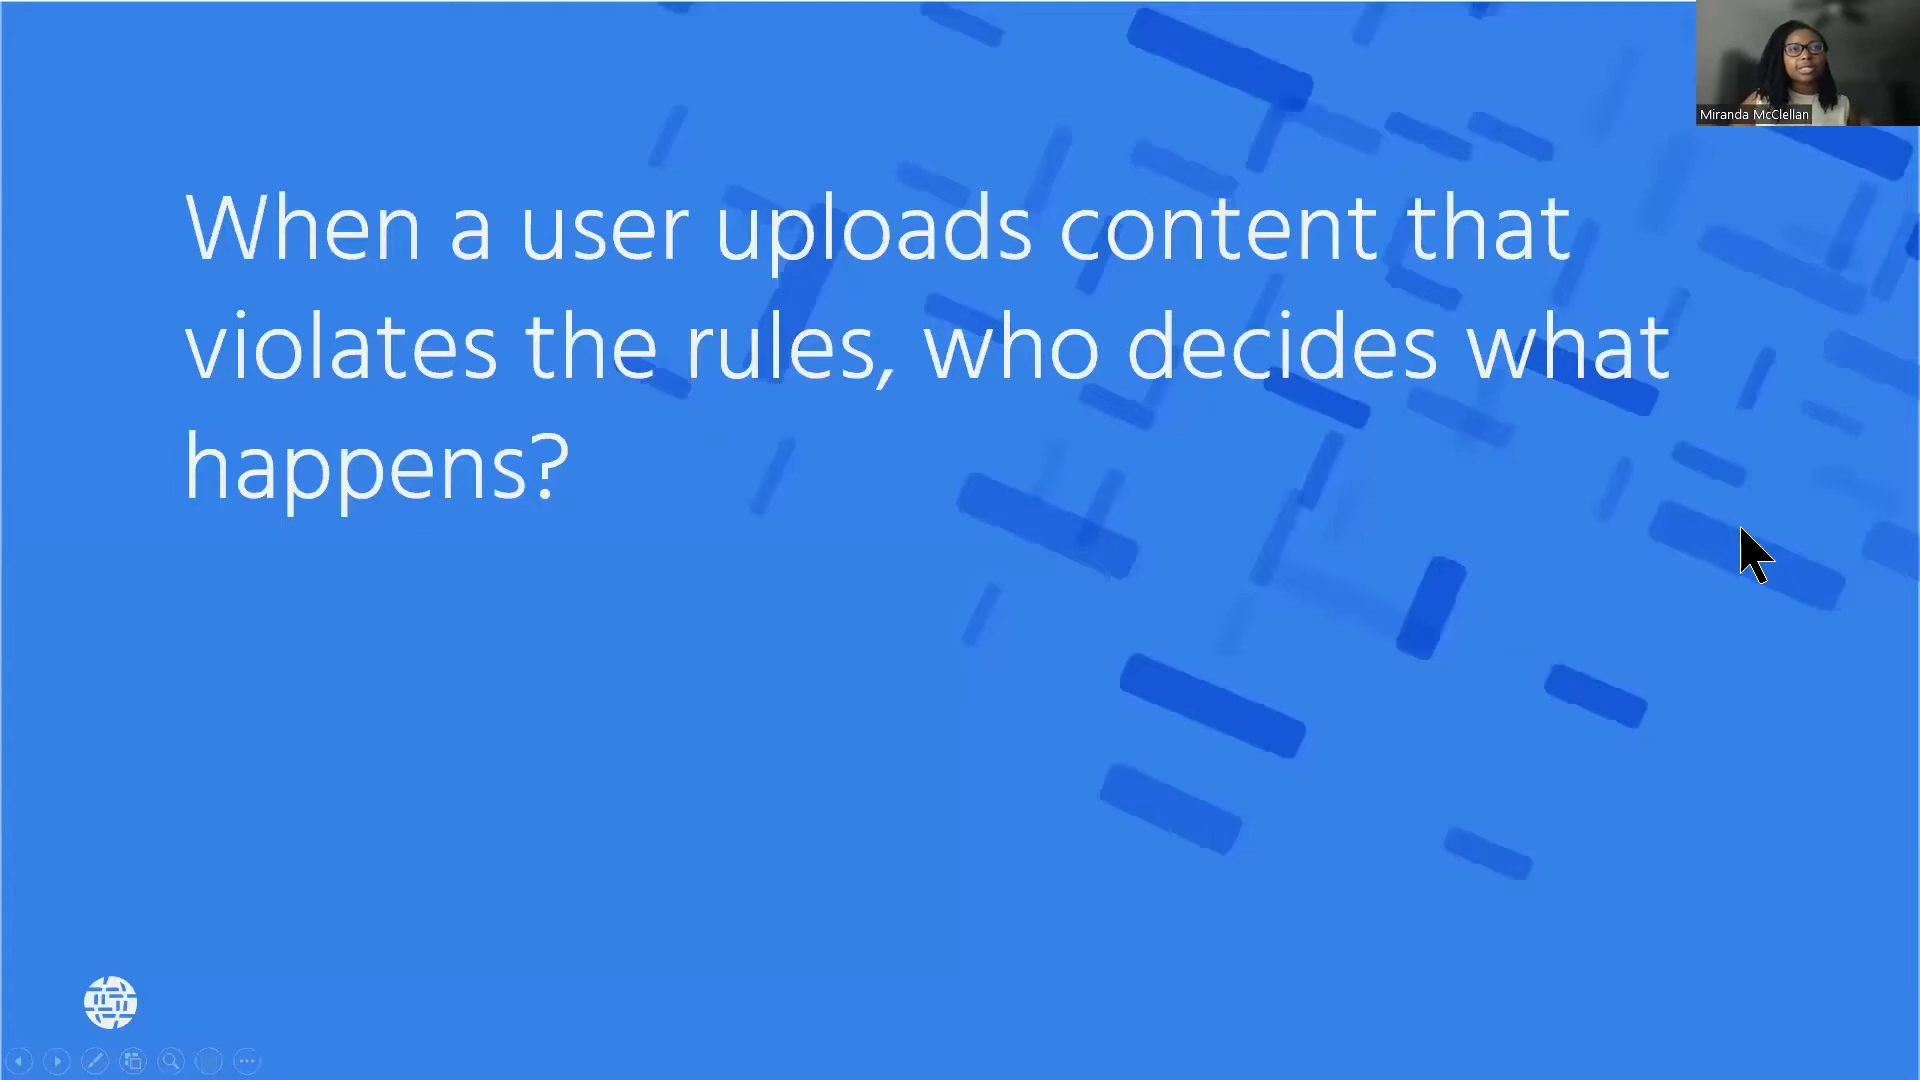 Miranda McClellan
When a user uploads content that
violates the rules, who decides what
happens?